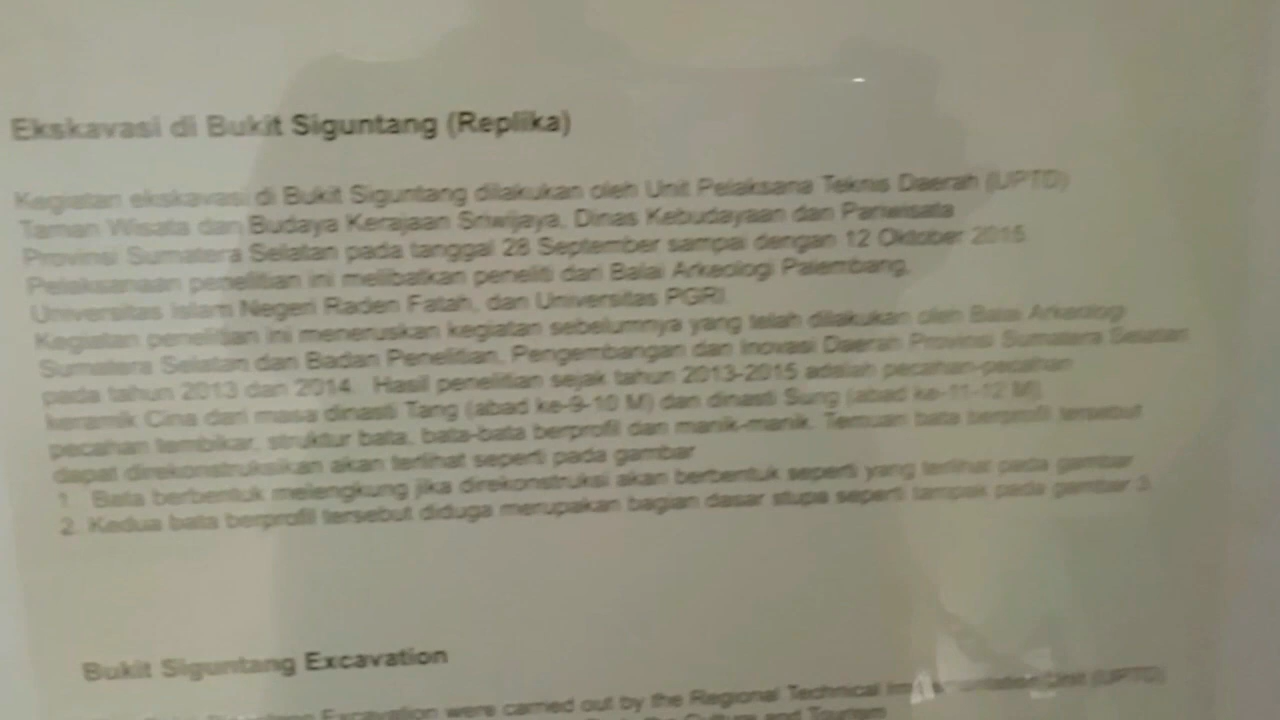 Ekskavasi di Bukit Siguntang (Replika)
Kegiatan ekskavasi di Bukit Siguntang dilakukan oleh Unit Pelaksana Teknis Daerah (UPTD)
Taman Wisata dan Budaya Kerajaan Sriwijaya, Dinas Kebudayaan dan Pariwisata
Provinsi Sumatera Selatan pada tanggal 28 September sampai dengan 12 Oktober 2015.
Pelaksanaan penelitian ini melibatkan peneliti dari Balai Arkeologi Palembang,
Universitas Islam Negeri Raden Fatah, dan Universitas PGRI.
Kegiatan penelitian ini meneruskan kegiatan sebelumnya yang telah dilakukan oleh Balai Arkeologi
Sumatera Selatan dan Badan Penelitian, Pengembangan dan Inovasi Daerah Provinsi Sumatera Selatan
pada tahun 2013 dan 2014. Hasil penelitian sejak tahun 2013-2015 adalah pecahan-pecahan
keramik Cina dari masa dinasti Tang (abad ke-9-10 M) dan dinasti Sung (abad ke-11-12 M),
pecahan tembikar, struktur bata, bata-bata berprofil dan manik-manik. Temuan bata berprofil tersebut
dapat direkonstruksikan akan terlihat seperti pada gambar
1. Bata berbentuk melengkung jika direkonstruksi akan berbentuk seperti yang terlihat pada gambar
2. Kedua bata berprofil tersebut diduga merupakan bagian dasar stupa seperti tampak pada gambar 3.
Bukit Siguntang Excavation
Siguntang Excavation were carried out by the Regional Technical Unit (UPTD)
Culture and Tourism